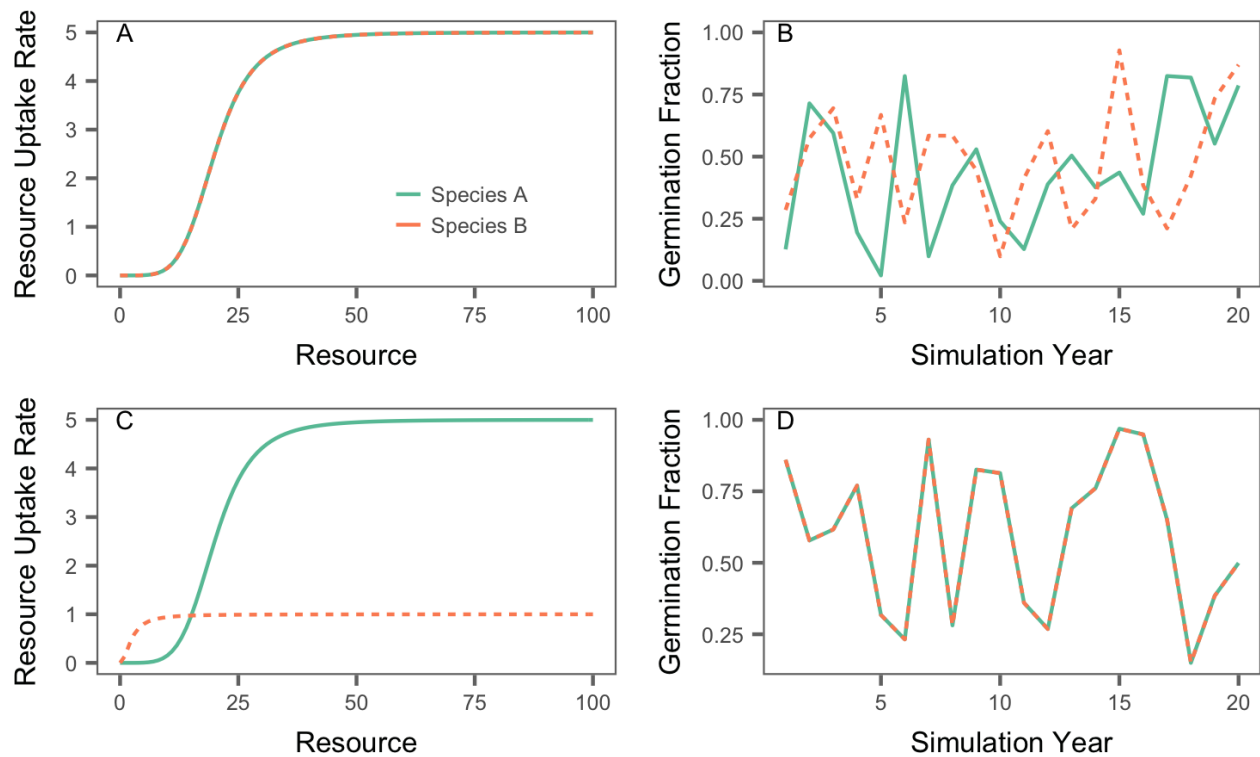 A
Resource Uptake Rate
5
4
3
2
1
0
Species A
Species B
0 25 50 75 100
Resource
B
Germination Fraction
1.00
0.75
0.50
0.25
0.00
5 10 15 20
Simulation Year
C
Resource Uptake Rate
5
4
3
2
1
0
0 25 50 75 100
Resource
D
Germination Fraction
1.00
0.75
0.50
0.25
5 10 15 20
Simulation Year